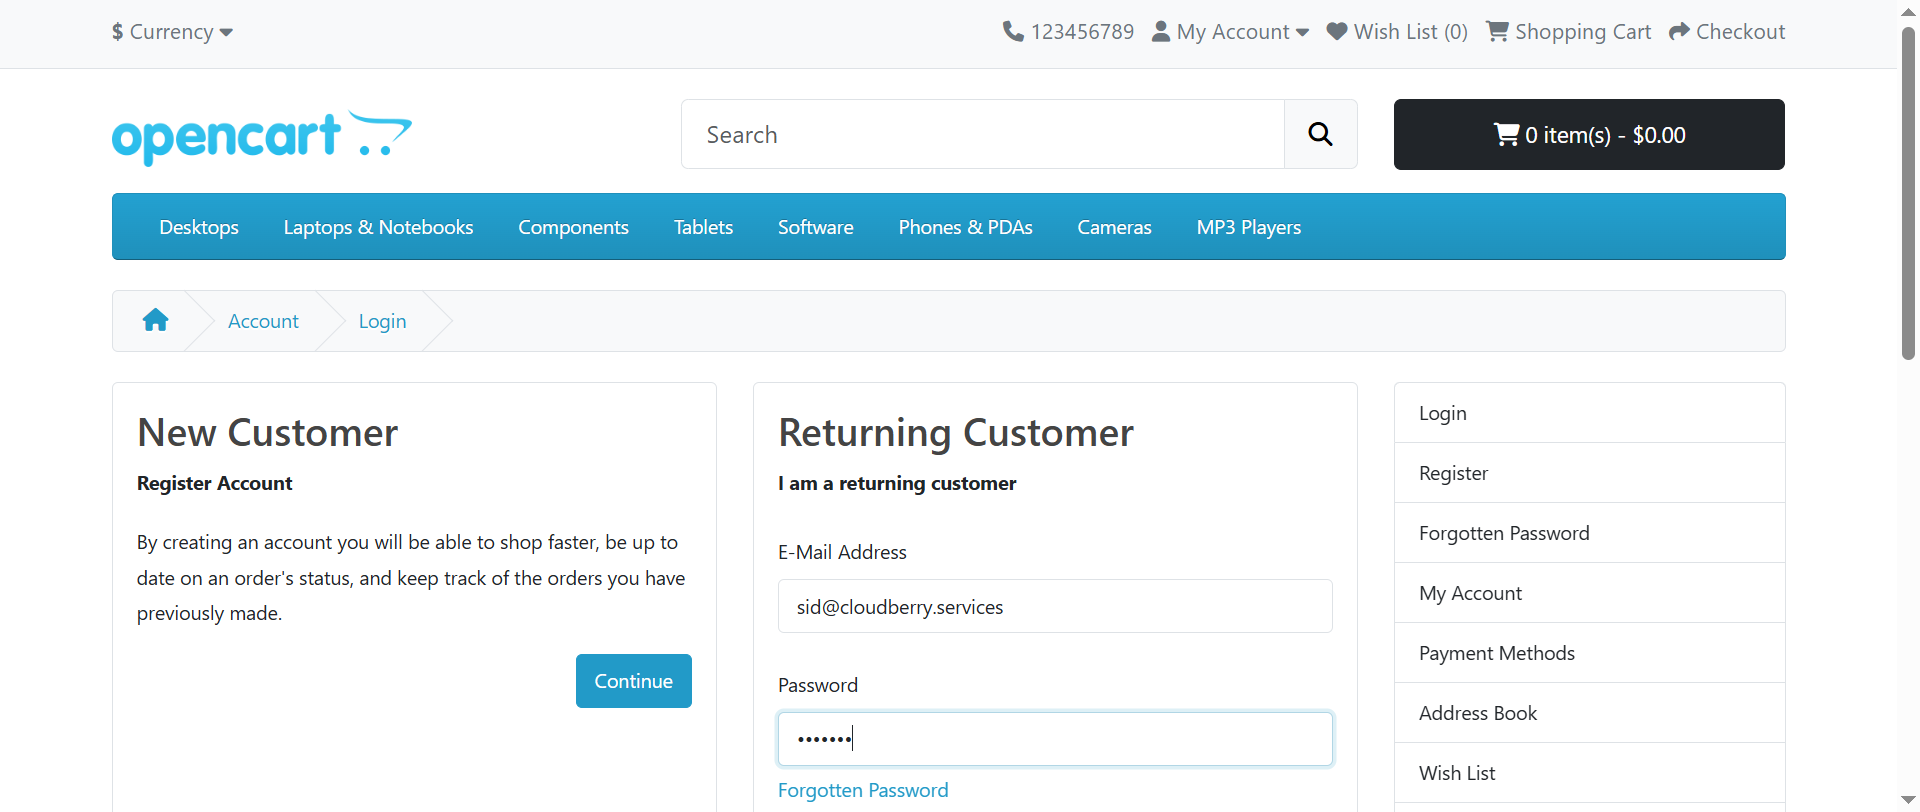 $ Currency
123456789 My Account Wish List (0) Shopping Cart Checkout
opencart
Search
0 item(s) - $0.00
Desktops Laptops & Notebooks Components Tablets Software Phones & PDAs Cameras MP3 Players
Account Login
New Customer
Register Account
By creating an account you will be able to shop faster, be up to
date on an order's status, and keep track of the orders you have
previously made.
Continue
Returning Customer
I am a returning customer
E-Mail Address
sid@cloudberry.services
Password
•••••••
Forgotten Password
Login
Register
Forgotten Password
My Account
Payment Methods
Address Book
Wish List